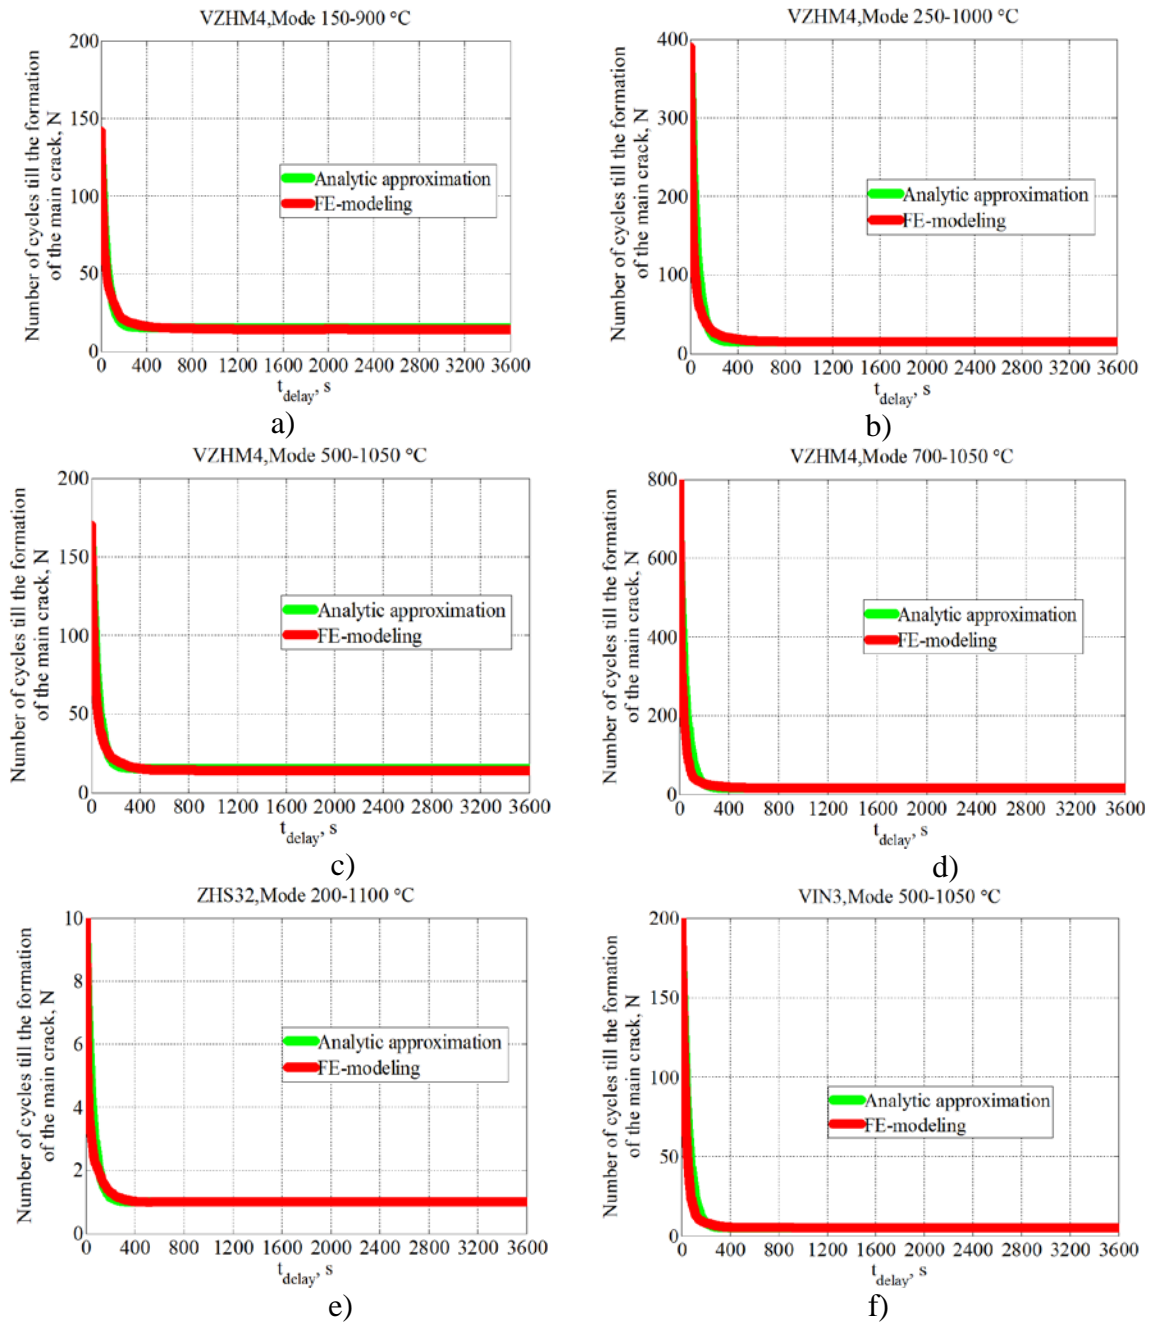 VZHM4,Mode 150-900 °C
Number of cycles till the formation
of the main crack, N
200
150
100
50
0
Analytic approximation
FE-modeling
0 400 800 1200 1600 2000 2400 2800 3200 3600
t_delay, s
a)
VZHM4,Mode 250-1000 °C
Number of cycles till the formation
of the main crack, N
400
300
200
100
0
Analytic approximation
FE-modeling
0 400 800 1200 1600 2000 2400 2800 3200 3600
t_delay, s
b)
VZHM4,Mode 500-1050 °C
Number of cycles till the formation
of the main crack, N
200
150
100
50
0
Analytic approximation
FE-modeling
0 400 800 1200 1600 2000 2400 2800 3200 3600
t_delay, s
c)
VZHM4,Mode 700-1050 °C
Number of cycles till the formation
of the main crack, N
800
600
400
200
0
Analytic approximation
FE-modeling
0 400 800 1200 1600 2000 2400 2800 3200 3600
t_delay, s
d)
ZHS32,Mode 200-1100 °C
Number of cycles till the formation
of the main crack, N
10
8
6
4
2
0
Analytic approximation
FE-modeling
0 400 800 1200 1600 2000 2400 2800 3200 3600
t_delay, s
e)
VIN3,Mode 500-1050 °C
Number of cycles till the formation
of the main crack, N
200
150
100
50
0
Analytic approximation
FE-modeling
0 400 800 1200 1600 2000 2400 2800 3200 3600
t_delay, s
f)